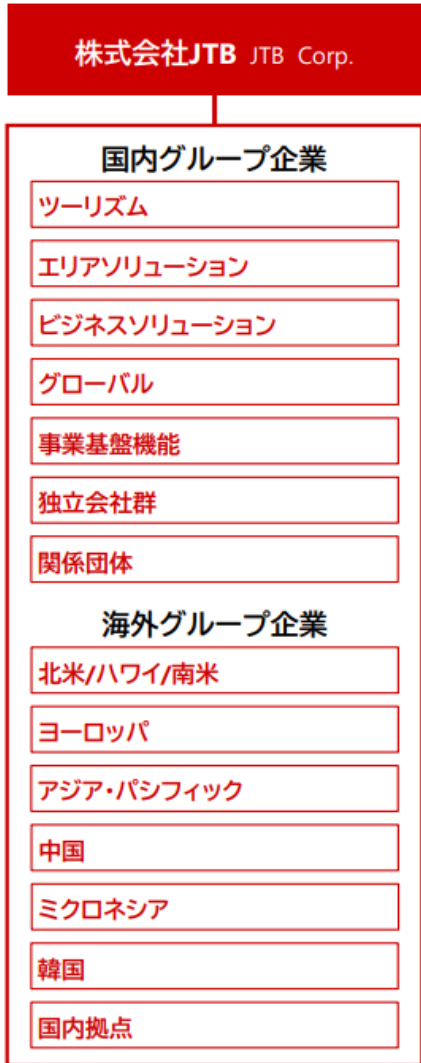 株式会社JTB JTB Corp.
国内グループ企業
ツーリズム
エリアソリューション
ビジネスソリューション
グローバル
事業基盤機能
独立会社群
関係団体
海外グループ企業
北米/ハワイ/南米
ヨーロッパ
アジア・パシフィック
中国
ミクロネシア
韓国
国内拠点